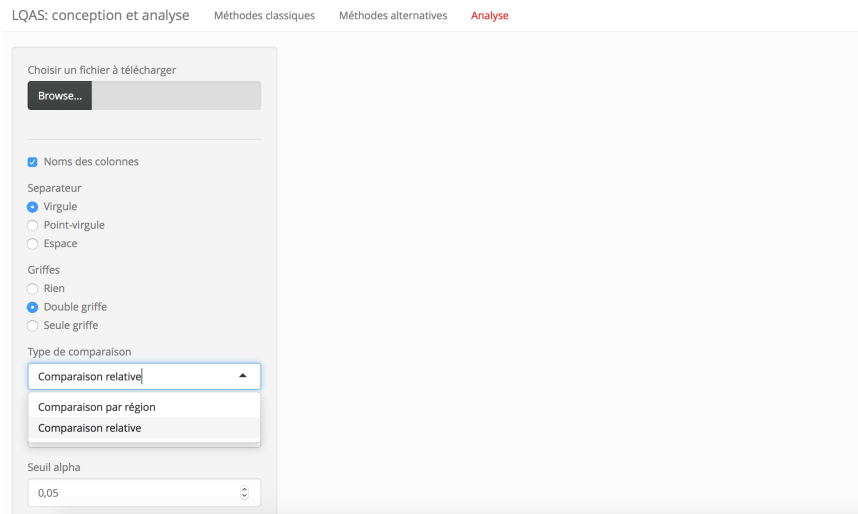 LQAS: conception et analyse Méthodes classiques Méthodes alternatives Analyse
Choisir un fichier à télécharger
Browse...
Noms des colonnes
Separateur
Virgule
Point-virgule
Espace
Griffes
Rien
Double griffe
Seule griffe
Type de comparaison
Comparaison relative
Comparaison par région
Comparaison relative
Seuil alpha
0,05